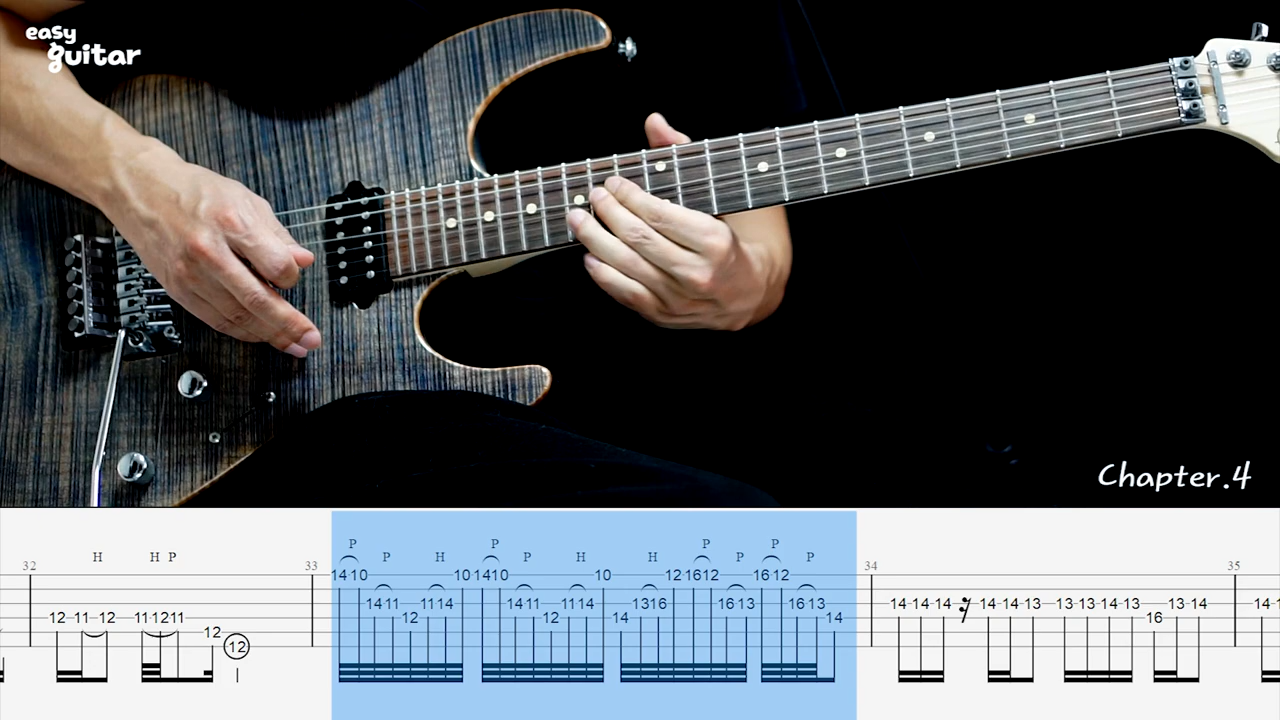 easy
guitar
Chapter.4
H H P P P H P P H H P P P P
32 33 34 35
14 10 10 14 10 10 12 16 12 16 12
14 11 11 14 14 11 11 14 13 16 16 13 16 13 14 14 14 14 14 13 13 13 14 13 13 14 14 1
12 11 12 11 12 11 12 12 14 14 16
12
12